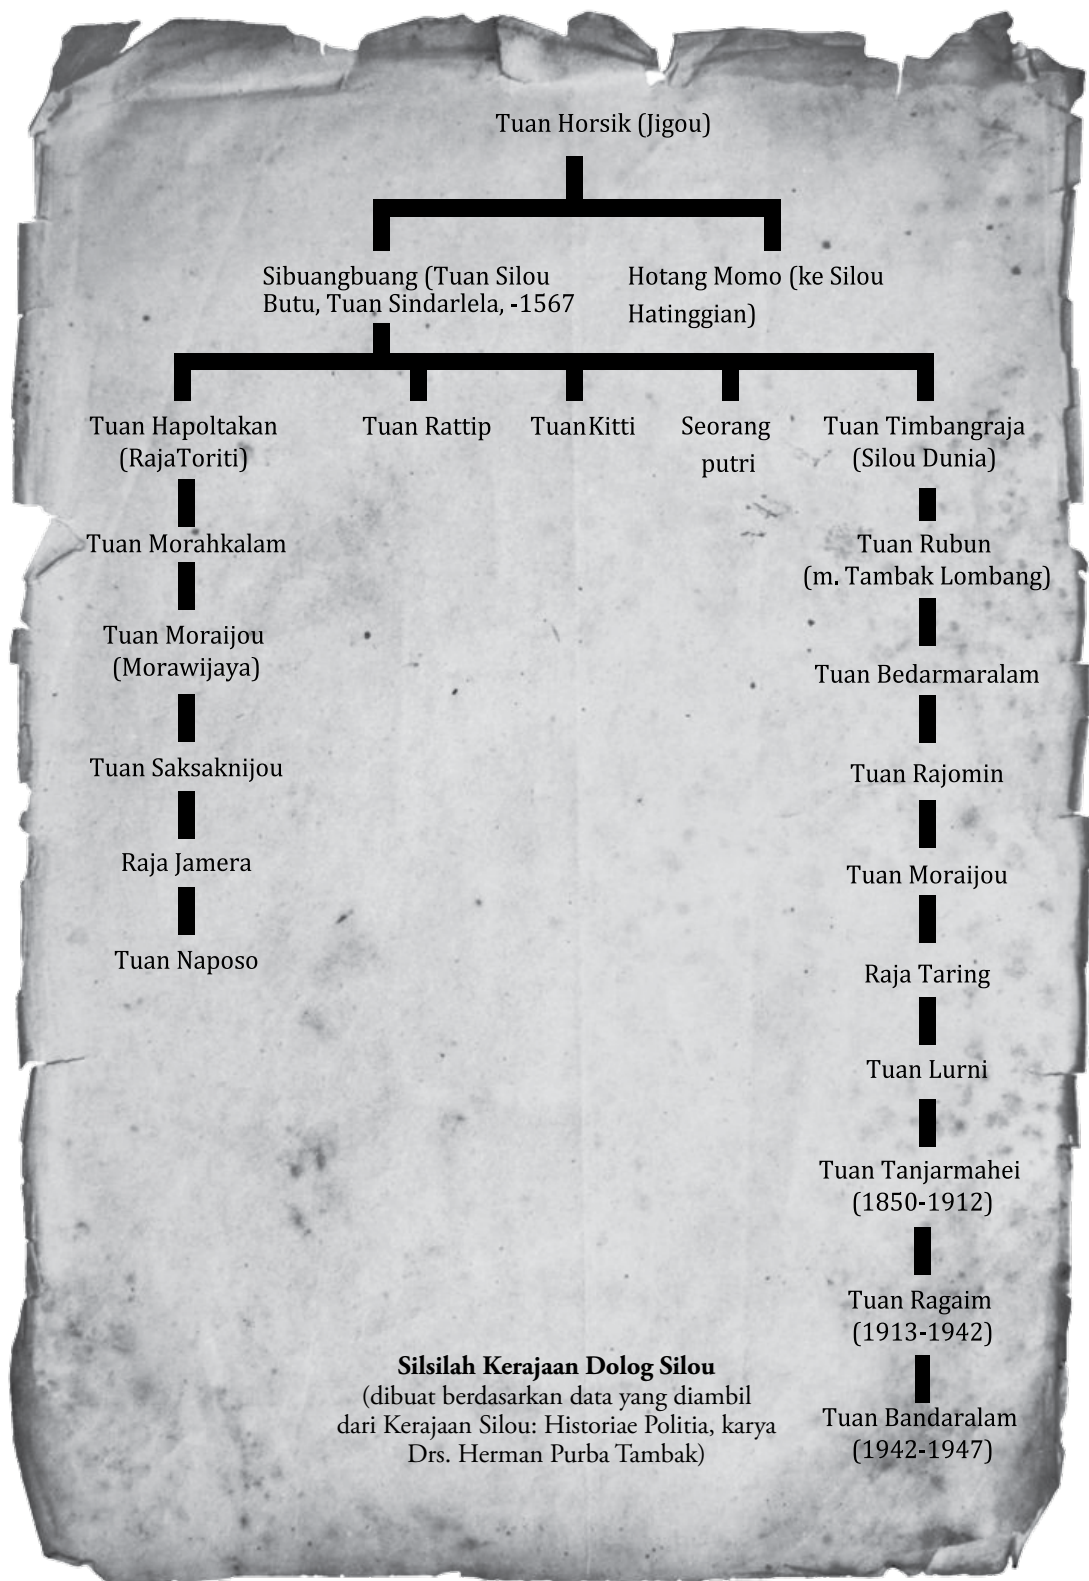 Tuan Horsik (Jigou)
Sibuangbuang (Tuan Silou
Butu, Tuan Sindarlela, -1567
Hotang Momo (ke Silou
Hatinggian)
Tuan Hapoltakan
(RajaToriti)
Tuan Rattip
TuanKitti
Seorang
putri
Tuan Timbangraja
(Silou Dunia)
Tuan Morahkalam
Tuan Moraijou
(Morawijaya)
Tuan Saksaknijou
Raja Jamera
Tuan Naposo
Tuan Rubun
(m. Tambak Lombang)
Tuan Bedarmaralam
Tuan Rajomin
Tuan Moraijou
Raja Taring
Tuan Lurni
Tuan Tanjarmahei
(1850-1912)
Tuan Ragaim
(1913-1942)
Tuan Bandaralam
(1942-1947)
Silsilah Kerajaan Dolog Silou
(dibuat berdasarkan data yang diambil
dari Kerajaan Silou: Historiae Politia, karya
Drs. Herman Purba Tambak)